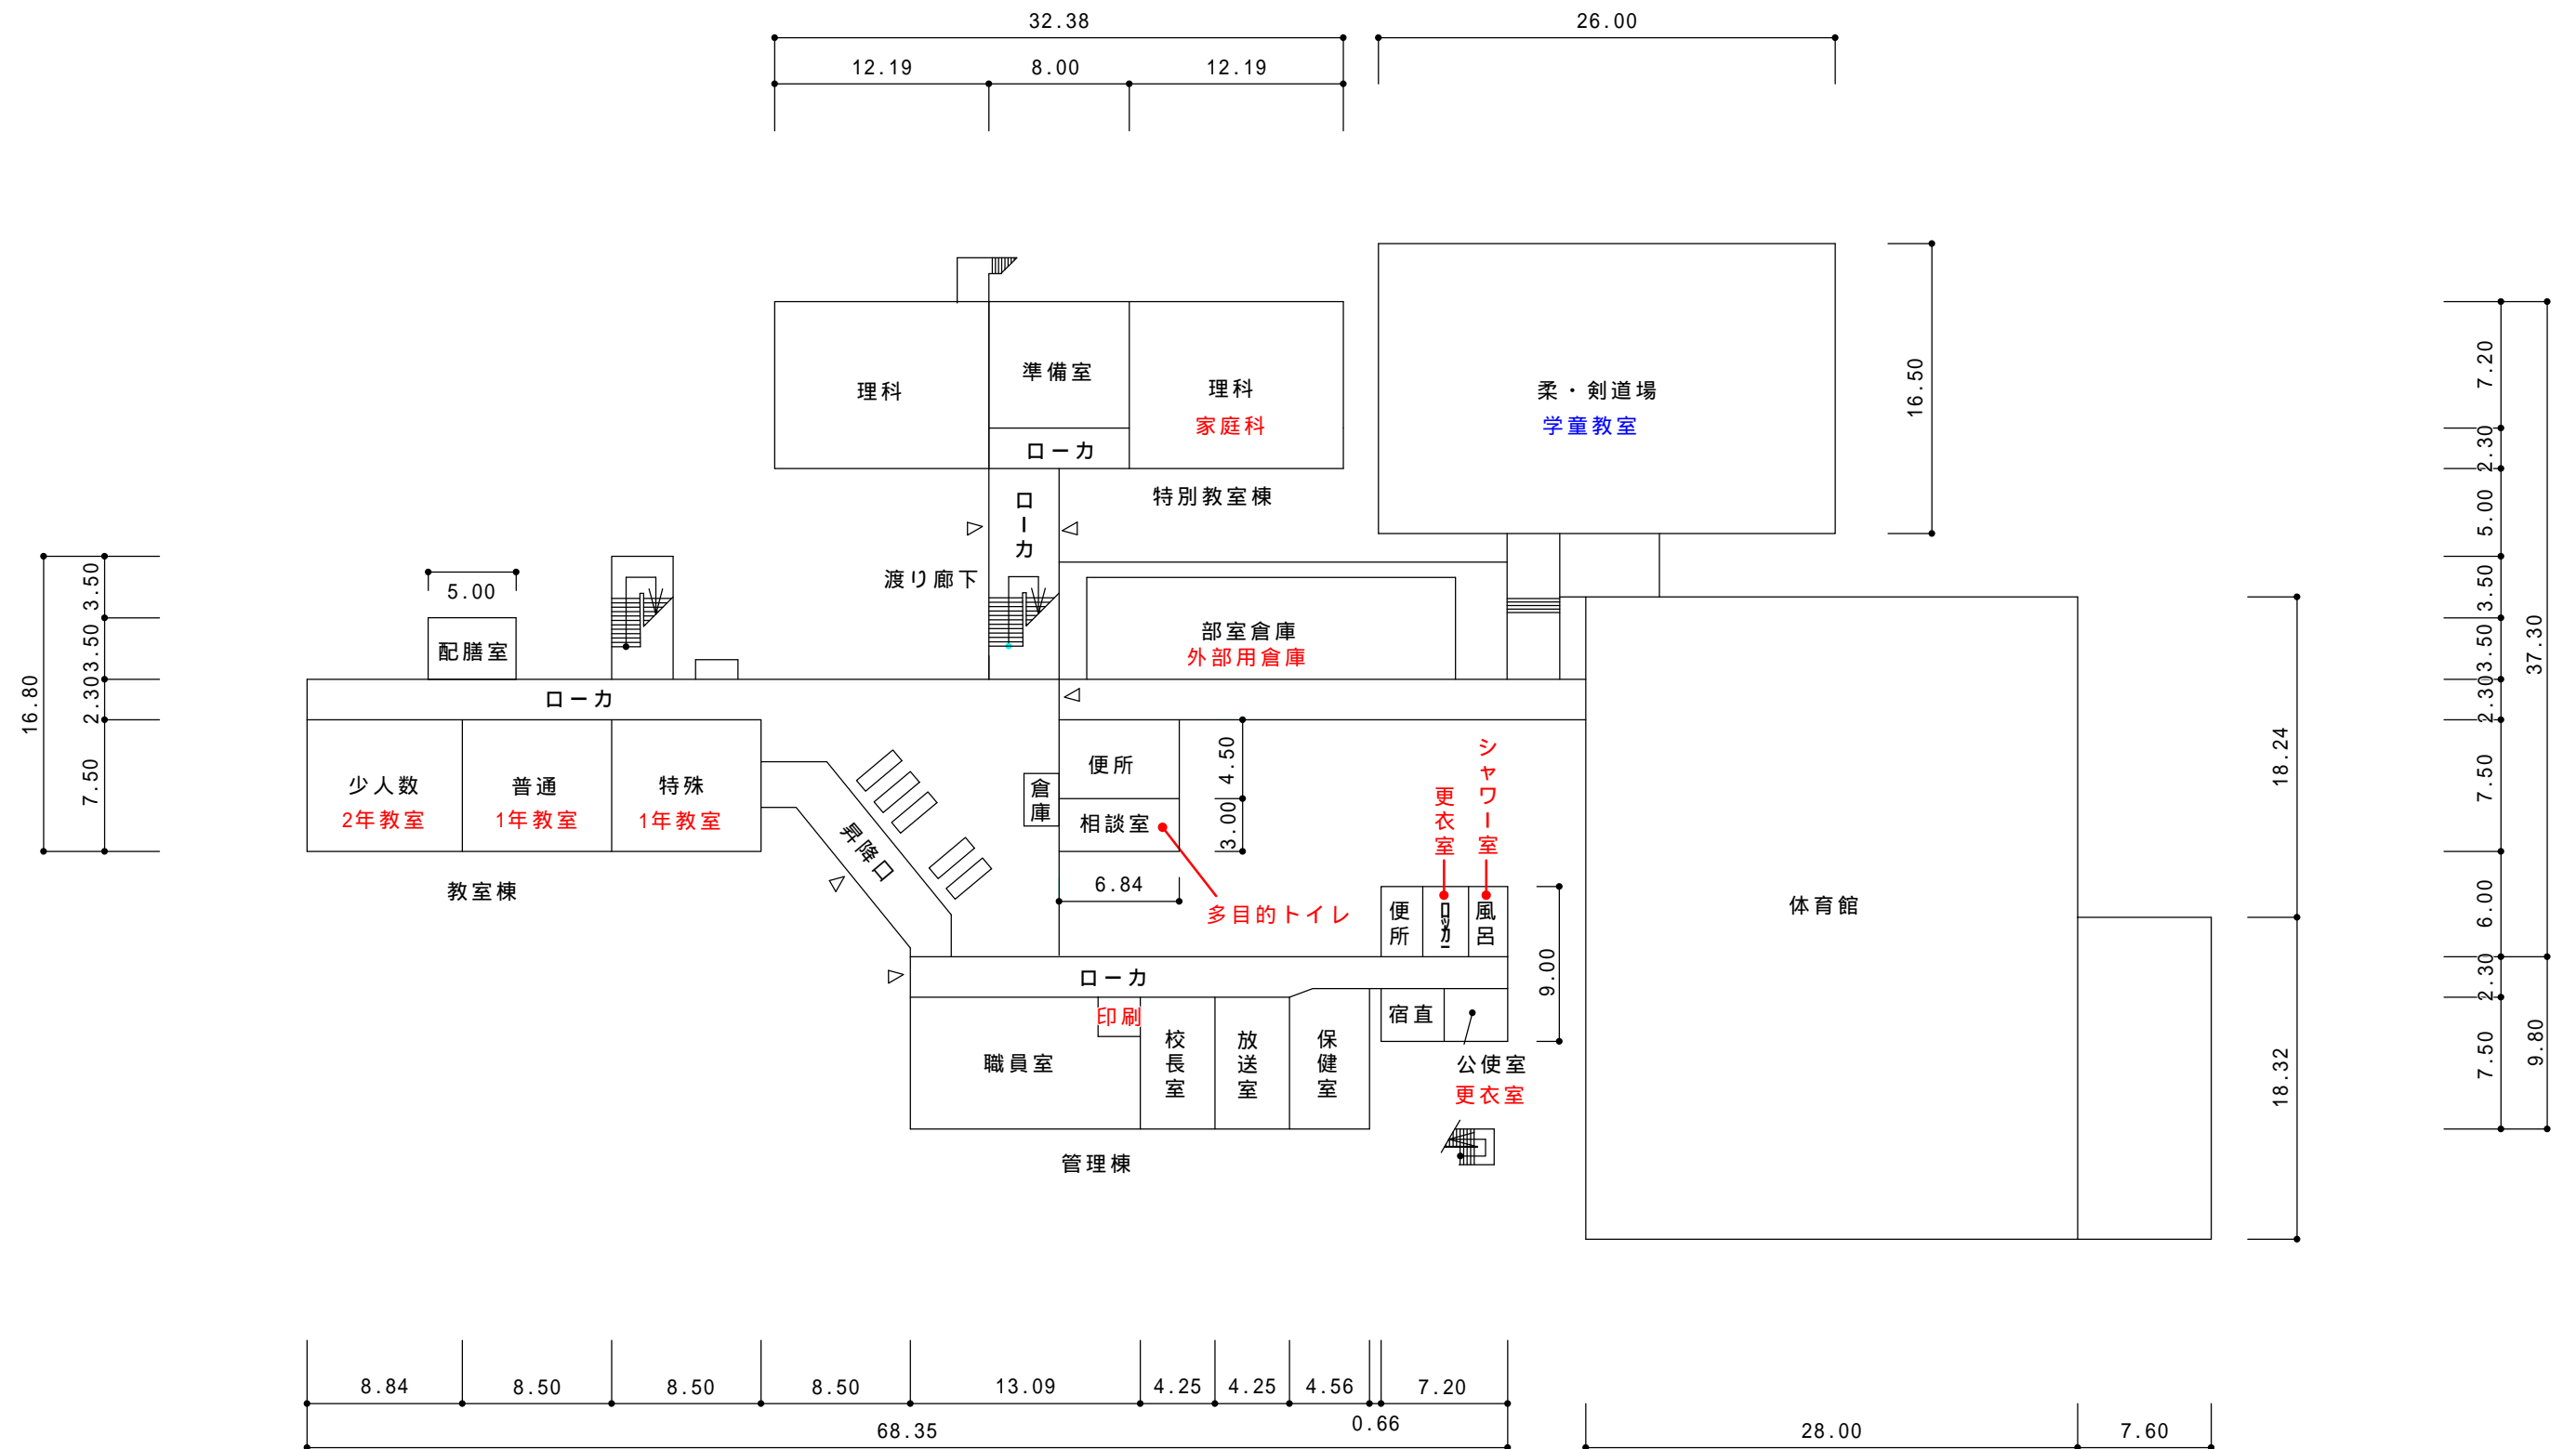 32.38
26.00
12.19
8.00
12.19
理科
準備室
理科
家庭科
ローカ
柔・剣道場
学童教室
16.50
特別教室棟
ローカ
渡り廊下
5.00
配膳室
部室倉庫
外部用倉庫
ローカ
少人数
2年教室
普通
1年教室
特殊
1年教室
教室棟
昇降口
倉庫
便所
相談室
4.50
3.00
6.84
多目的トイレ
更衣室
シャワー室
便所
ロッカー
風呂
9.00
ローカ
宿直
公使室
更衣室
印刷
職員室
校長室
放送室
保健室
管理棟
体育館
16.80
3.50
3.50
2.30
7.50
18.24
18.32
7.20
2.30
5.00
3.50
3.50
2.30
7.50
6.00
2.30
7.50
37.30
9.80
8.84
8.50
8.50
8.50
13.09
4.25
4.25
4.56
0.66
7.20
68.35
28.00
7.60